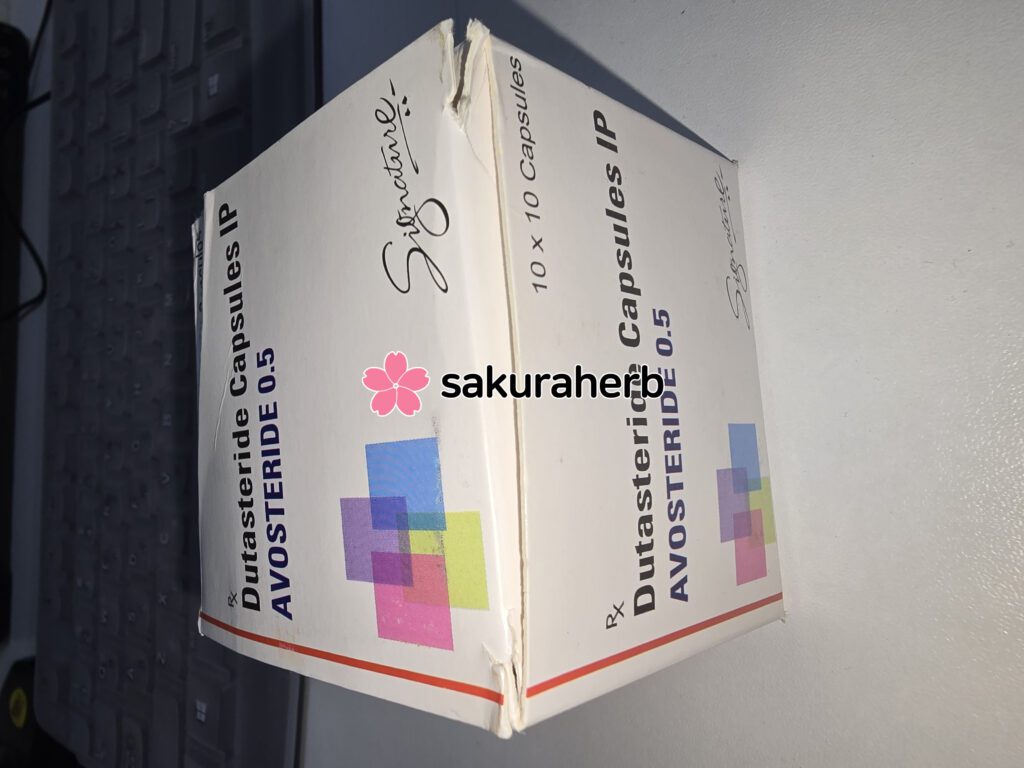 Rx
Dutasteride Capsules IP
AVOSTERIDE 0.5
Signature
10 x 10 Capsules
Rx
Dutasteride Capsules IP
AVOSTERIDE 0.5
Signature
sakuraherb